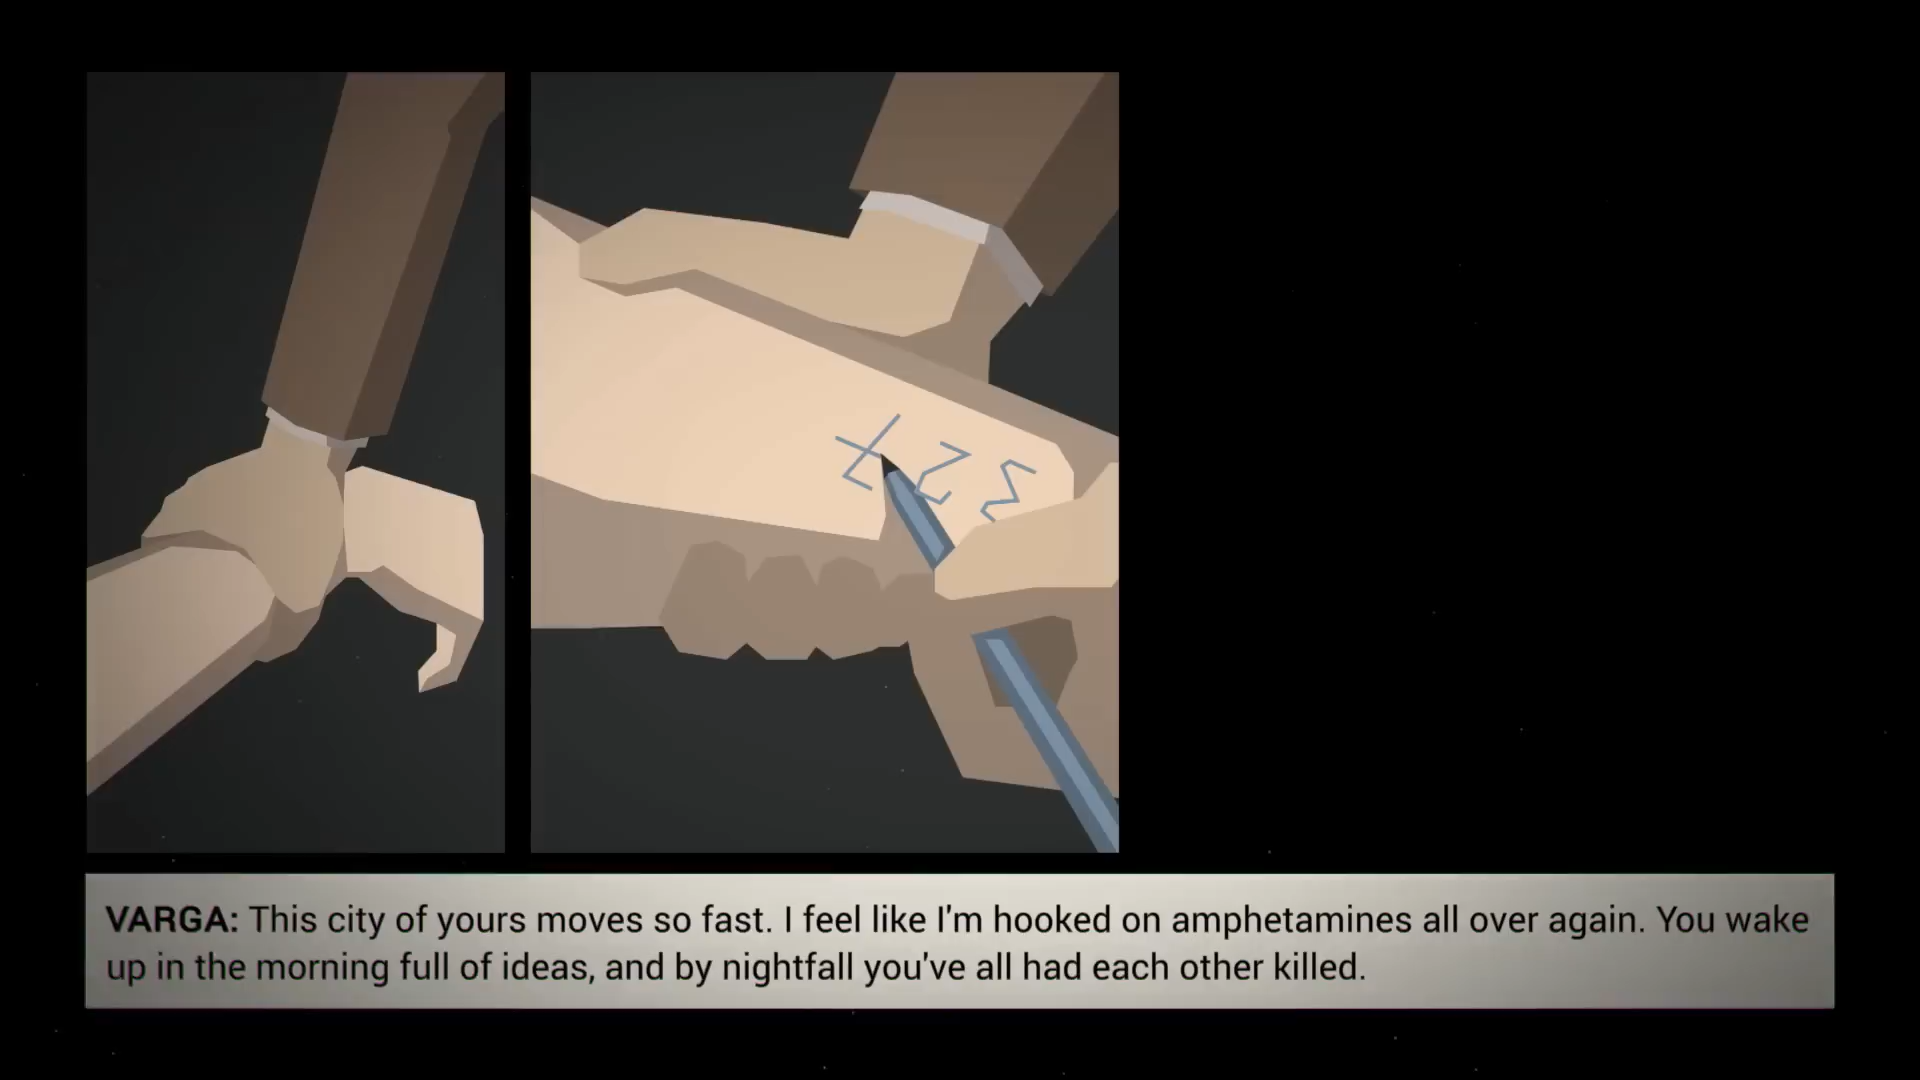 327
VARGA: This city of yours moves so fast. I feel like I'm hooked on amphetamines all over again. You wake
up in the morning full of ideas, and by nightfall you've all had each other killed.